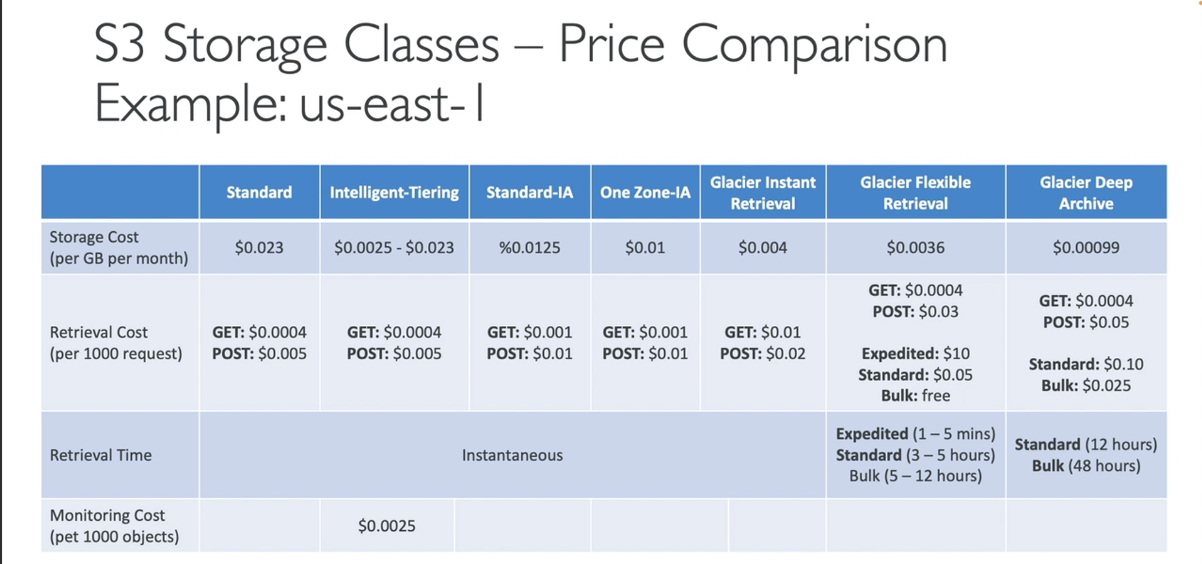 S3 Storage Classes – Price Comparison
Example: us-east-1
Standard
Intelligent-Tiering
Standard-IA
One Zone-IA
Glacier Instant
Retrieval
Glacier Flexible
Retrieval
Glacier Deep
Archive
Storage Cost
(per GB per month)
$0.023
$0.0025 - $0.023
%0.0125
$0.01
$0.004
$0.0036
$0.00099
Retrieval Cost
(per 1000 request)
GET: $0.0004
POST: $0.005
GET: $0.0004
POST: $0.005
GET: $0.001
POST: $0.01
GET: $0.001
POST: $0.01
GET: $0.01
POST: $0.02
GET: $0.0004
POST: $0.03
Expedited: $10
Standard: $0.05
Bulk: free
GET: $0.0004
POST: $0.05
Standard: $0.10
Bulk: $0.025
Retrieval Time
Instantaneous
Expedited (1 – 5 mins)
Standard (3 – 5 hours)
Bulk (5 – 12 hours)
Standard (12 hours)
Bulk (48 hours)
Monitoring Cost
(pet 1000 objects)
$0.0025